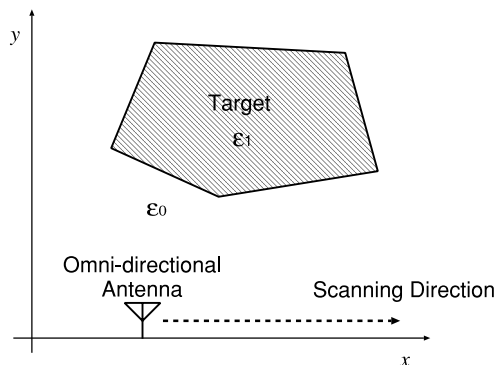 y
Target
ε1
ε0
Omni-directional
Antenna
Scanning Direction
x